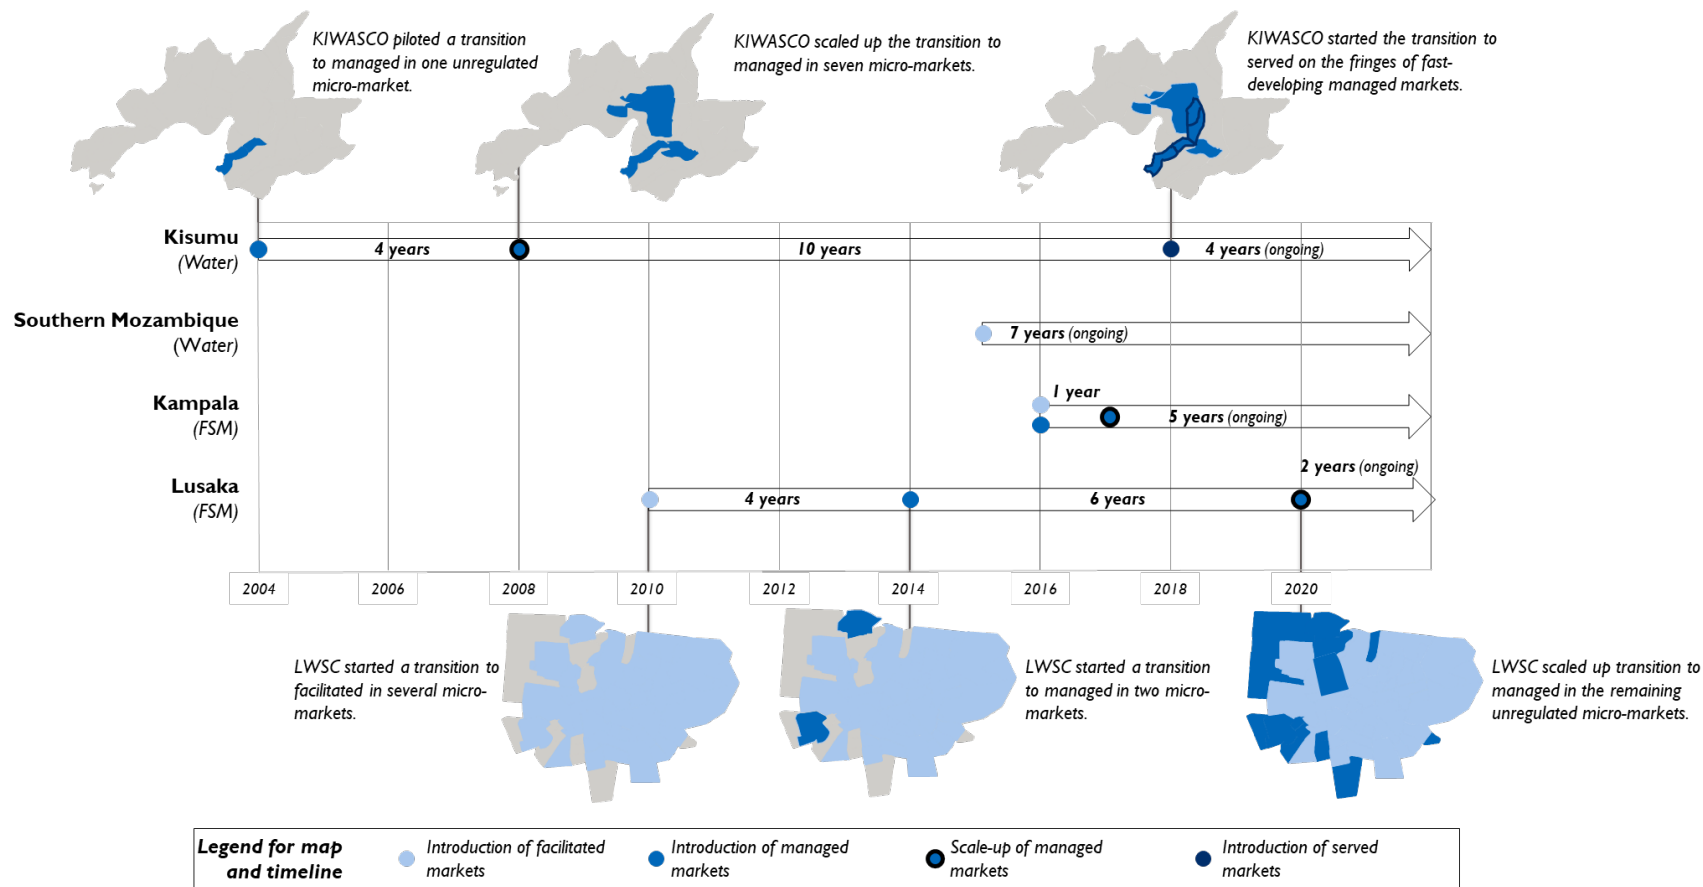 KIWASCO piloted a transition
to managed in one unregulated
micro-market.
KIWASCO scaled up the transition to
managed in seven micro-markets.
KIWASCO started the transition to
served on the fringes of fast-
developing managed markets.
Kisumu
(Water)
4 years
10 years
4 years (ongoing)
Southern Mozambique
(Water)
7 years (ongoing)
Kampala
(FSM)
1 year
5 years (ongoing)
Lusaka
(FSM)
4 years
6 years
2 years (ongoing)
2004
2006
2008
2010
2012
2014
2016
2018
2020
LWSC started a transition to
facilitated in several micro-
markets.
LWSC started a transition
to managed in two micro-
markets.
LWSC scaled up transition to
managed in the remaining
unregulated micro-markets.
Legend for map
and timeline
Introduction of facilitated
markets
Introduction of managed
markets
Scale-up of managed
markets
Introduction of served
markets